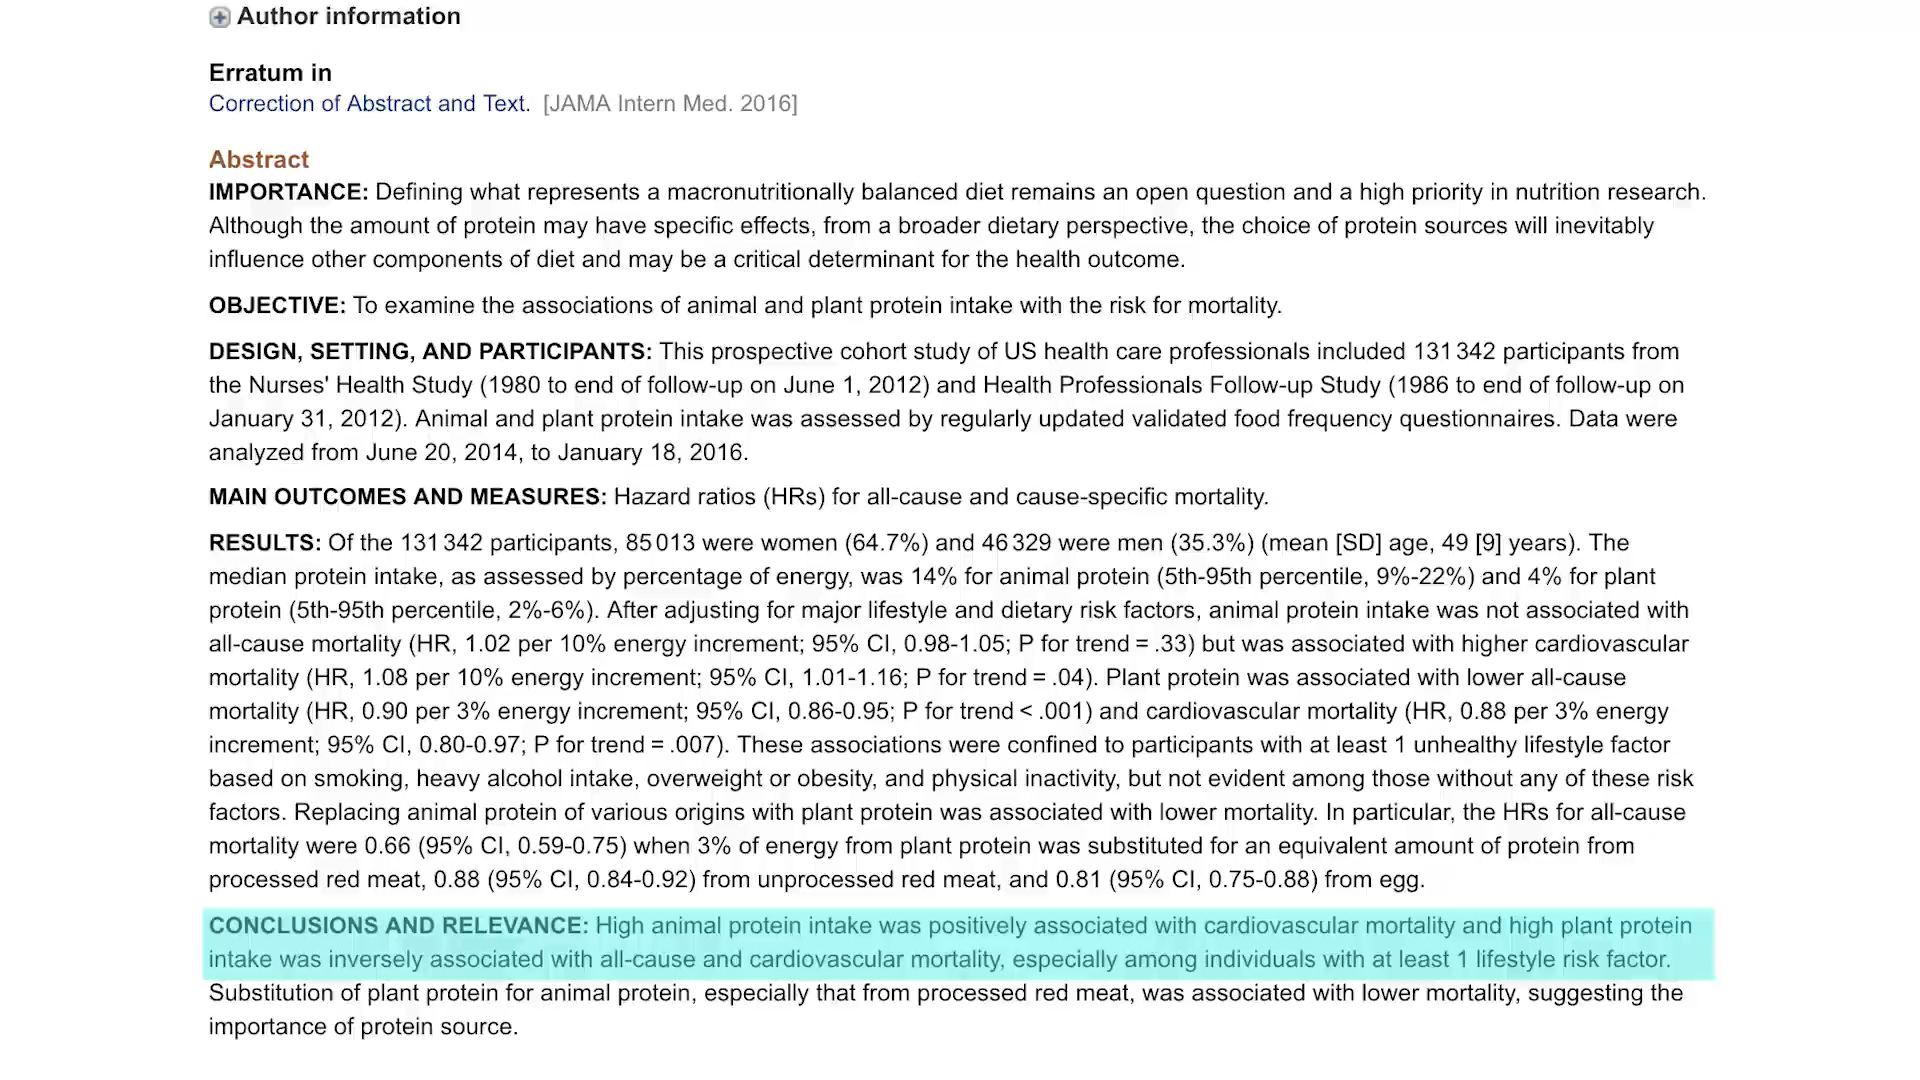 Author information
Erratum in
Correction of Abstract and Text. [JAMA Intern Med. 2016]
Abstract
IMPORTANCE: Defining what represents a macronutritionally balanced diet remains an open question and a high priority in nutrition research.
Although the amount of protein may have specific effects, from a broader dietary perspective, the choice of protein sources will inevitably
influence other components of diet and may be a critical determinant for the health outcome.
OBJECTIVE: To examine the associations of animal and plant protein intake with the risk for mortality.
DESIGN, SETTING, AND PARTICIPANTS: This prospective cohort study of US health care professionals included 131 342 participants from
the Nurses' Health Study (1980 to end of follow-up on June 1, 2012) and Health Professionals Follow-up Study (1986 to end of follow-up on
January 31, 2012). Animal and plant protein intake was assessed by regularly updated validated food frequency questionnaires. Data were
analyzed from June 20, 2014, to January 18, 2016.
MAIN OUTCOMES AND MEASURES: Hazard ratios (HRs) for all-cause and cause-specific mortality.
RESULTS: Of the 131 342 participants, 85 013 were women (64.7%) and 46 329 were men (35.3%) (mean [SD] age, 49 [9] years). The
median protein intake, as assessed by percentage of energy, was 14% for animal protein (5th-95th percentile, 9%-22%) and 4% for plant
protein (5th-95th percentile, 2%-6%). After adjusting for major lifestyle and dietary risk factors, animal protein intake was not associated with
all-cause mortality (HR, 1.02 per 10% energy increment; 95% CI, 0.98-1.05; P for trend = .33) but was associated with higher cardiovascular
mortality (HR, 1.08 per 10% energy increment; 95% CI, 1.01-1.16; P for trend = .04). Plant protein was associated with lower all-cause
mortality (HR, 0.90 per 3% energy increment; 95% CI, 0.86-0.95; P for trend < .001) and cardiovascular mortality (HR, 0.88 per 3% energy
increment; 95% CI, 0.80-0.97; P for trend = .007). These associations were confined to participants with at least 1 unhealthy lifestyle factor
based on smoking, heavy alcohol intake, overweight or obesity, and physical inactivity, but not evident among those without any of these risk
factors. Replacing animal protein of various origins with plant protein was associated with lower mortality. In particular, the HRs for all-cause
mortality were 0.66 (95% CI, 0.59-0.75) when 3% of energy from plant protein was substituted for an equivalent amount of protein from
processed red meat, 0.88 (95% CI, 0.84-0.92) from unprocessed red meat, and 0.81 (95% CI, 0.75-0.88) from egg.
CONCLUSIONS AND RELEVANCE: High animal protein intake was positively associated with cardiovascular mortality and high plant protein
intake was inversely associated with all-cause and cardiovascular mortality, especially among individuals with at least 1 lifestyle risk factor.
Substitution of plant protein for animal protein, especially that from processed red meat, was associated with lower mortality, suggesting the
importance of protein source.